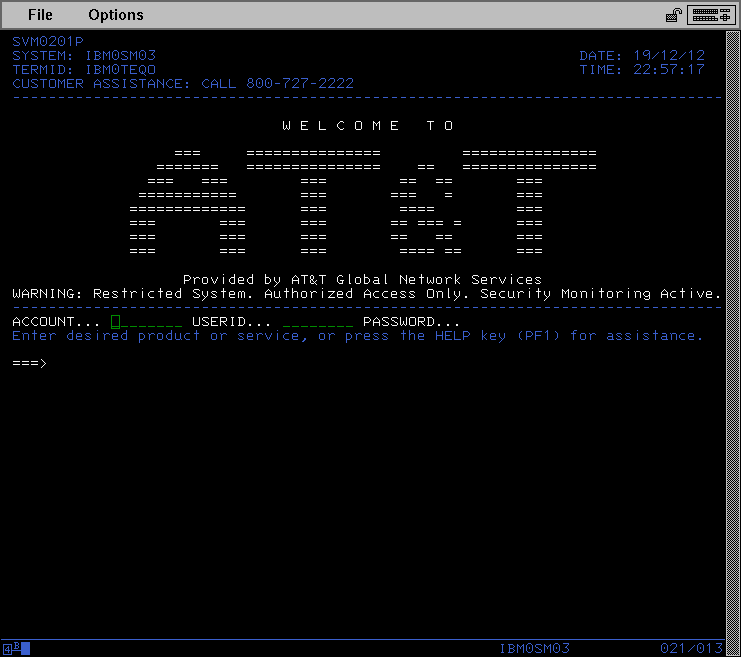 File Options
SVM0201P
SYSTEM: IBM0SM03 DATE: 19/12/12
TERMID: IBM0TEQ0 TIME: 22:57:17
CUSTOMER ASSISTANCE: CALL 800-727-2222
W E L C O M E   T O
AT&T
Provided by AT&T Global Network Services
WARNING: Restricted System. Authorized Access Only. Security Monitoring Active.
ACCOUNT... ________ USERID... ________ PASSWORD...
Enter desired product or service, or press the HELP key (PF1) for assistance.
===>
4B IBM0SM03 021/013